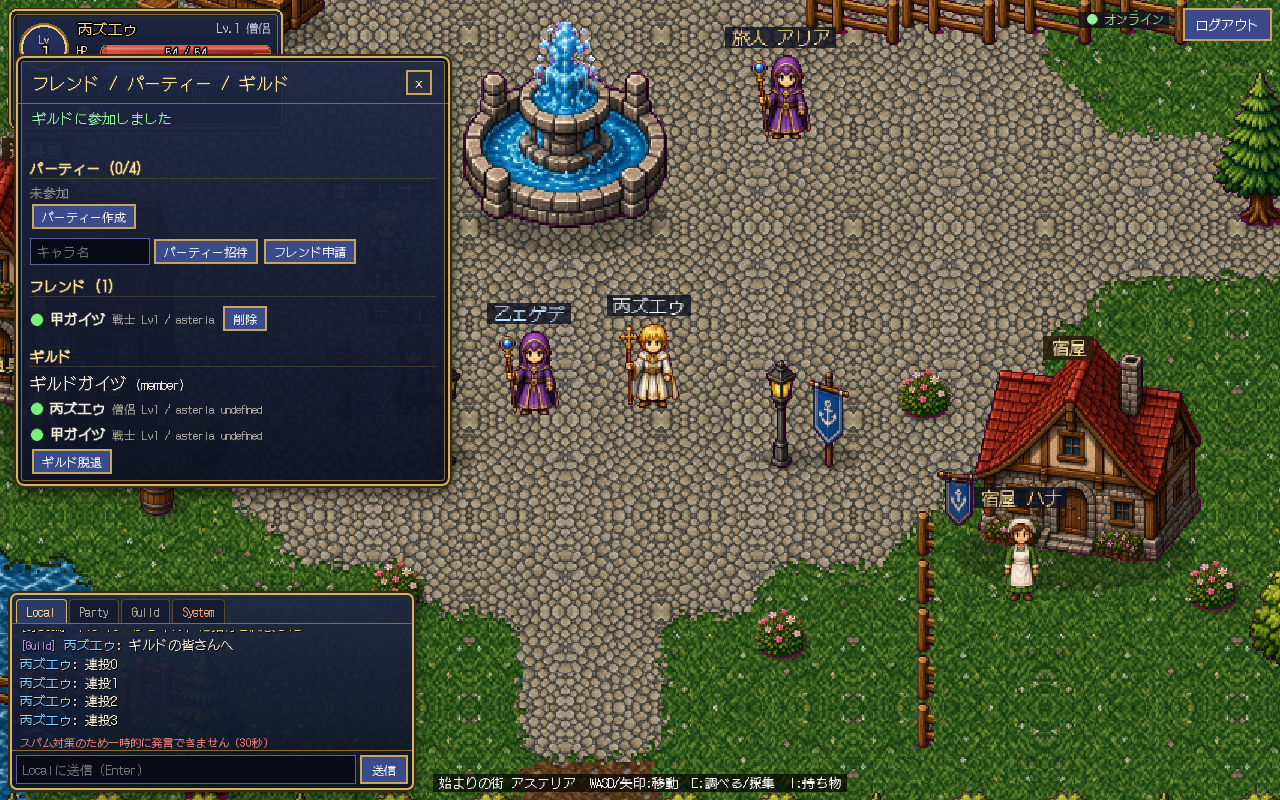 丙ズエゥ
Lv.1 僧侶
Lv
1
HP
54 / 54
フレンド / パーティー / ギルド
x
ギルドに参加しました
パーティー (0/4)
未参加
パーティー作成
キャラ名
パーティー招待
フレンド申請
フレンド (1)
甲ガイヅ 戦士 Lv1 / asteria
削除
ギルド
ギルドガイヅ (member)
丙ズエゥ 僧侶 Lv1 / asteria undefined
甲ガイヅ 戦士 Lv1 / asteria undefined
ギルド脱退
旅人 アリア
オンライン
ログアウト
乙ェゲデ
丙ズエゥ
宿屋
宿屋 ハナ
Local
Party
Guild
System
[Guild] 丙ズエゥ: ギルドの皆さんへ
丙ズエゥ: 連投0
丙ズエゥ: 連投1
丙ズエゥ: 連投2
丙ズエゥ: 連投3
スパム対策のため一時的に発言できません（30秒）
Localに送信 (Enter)
送信
始まりの街 アステリア WASD/矢印:移動 E:調べる/採集 I:持ち物